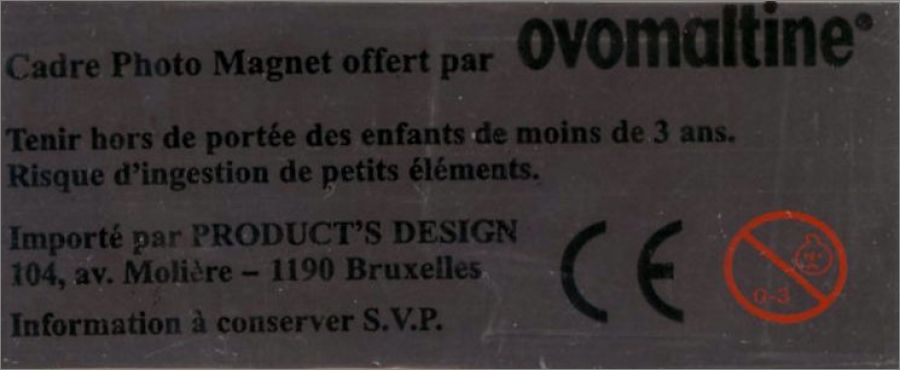 Cadre Photo Magnet offert par ovomaltine®
Tenir hors de portée des enfants de moins de 3 ans.
Risque d'ingestion de petits éléments.
Importé par PRODUCT'S DESIGN
104, av. Molière – 1190 Bruxelles
Information à conserver S.V.P.
CE
0-3